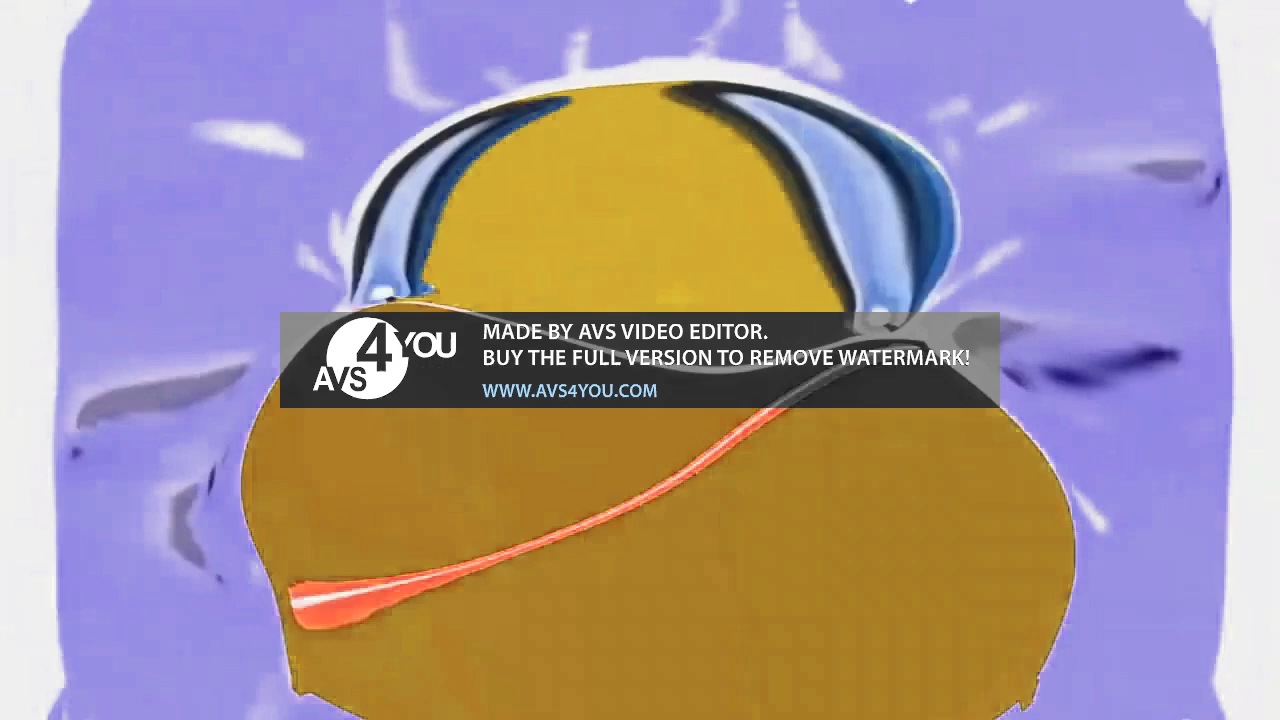 AVS4YOU
MADE BY AVS VIDEO EDITOR.
BUY THE FULL VERSION TO REMOVE WATERMARK!
WWW.AVS4YOU.COM